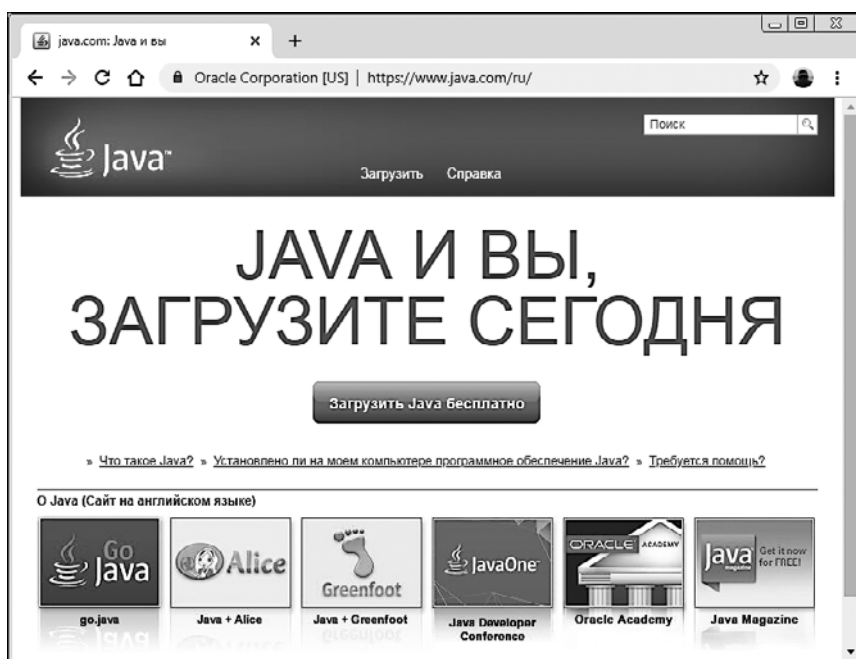 java.com: Java и вы
Oracle Corporation [US] | https://www.java.com/ru/
Java™
Поиск
Загрузить Справка
JAVA И ВЫ,
ЗАГРУЗИТЕ СЕГОДНЯ
Загрузить Java бесплатно
» Что такое Java? » Установлено ли на моем компьютере программное обеспечение Java? » Требуется помощь?
О Java (Сайт на английском языке)
Go Java
Alice
Greenfoot
JavaOne™
ORACLE ACADEMY
Java magazine
Get it now for FREE!
go.java
Java + Alice
Java + Greenfoot
Java Developer Conference
Oracle Academy
Java Magazine